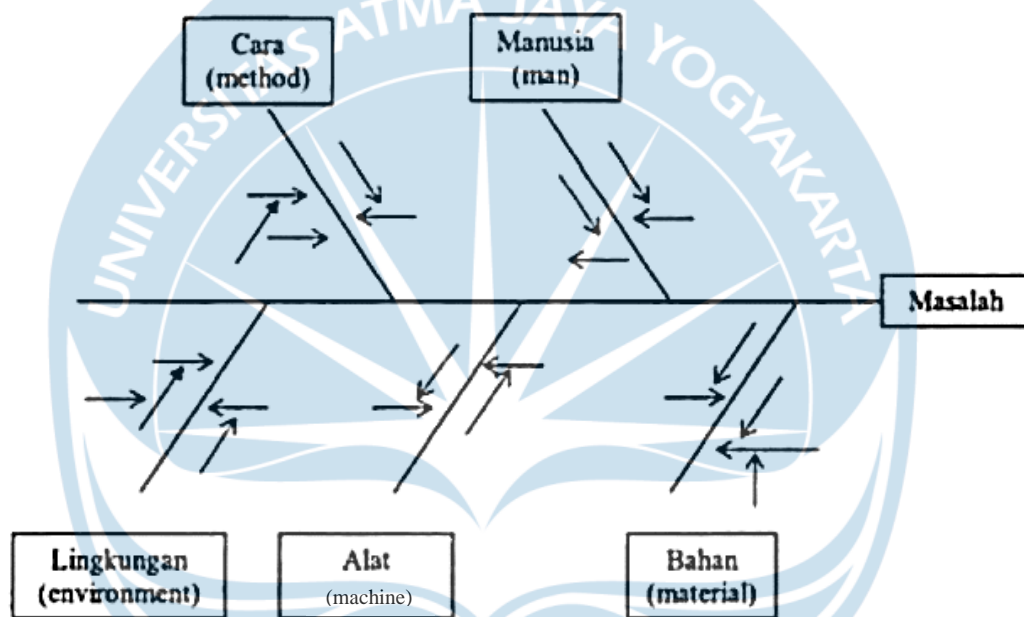 UNIVERSITAS ATMA JAYA YOGYAKARTA
Cara
(method)
Manusia
(man)
Masalah
Lingkungan
(environment)
Alat
(machine)
Bahan
(material)